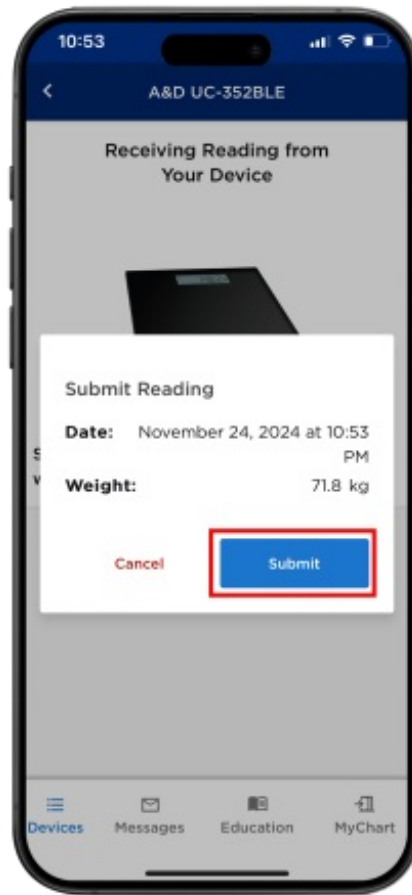 10:53
A&D UC-352BLE
Receiving Reading from
Your Device
Submit Reading
Date: November 24, 2024 at 10:53
PM
Weight: 71.8 kg
Cancel Submit
Devices Messages Education MyChart